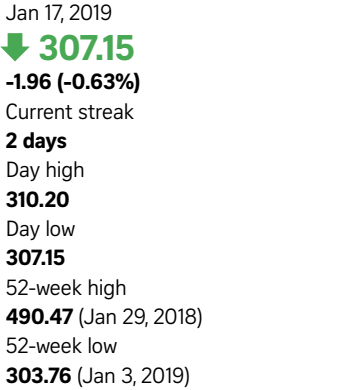 Jan 17, 2019
307.15
-1.96 (-0.63%)
Current streak
2 days
Day high
310.20
Day low
307.15
52-week high
490.47 (Jan 29, 2018)
52-week low
303.76 (Jan 3, 2019)